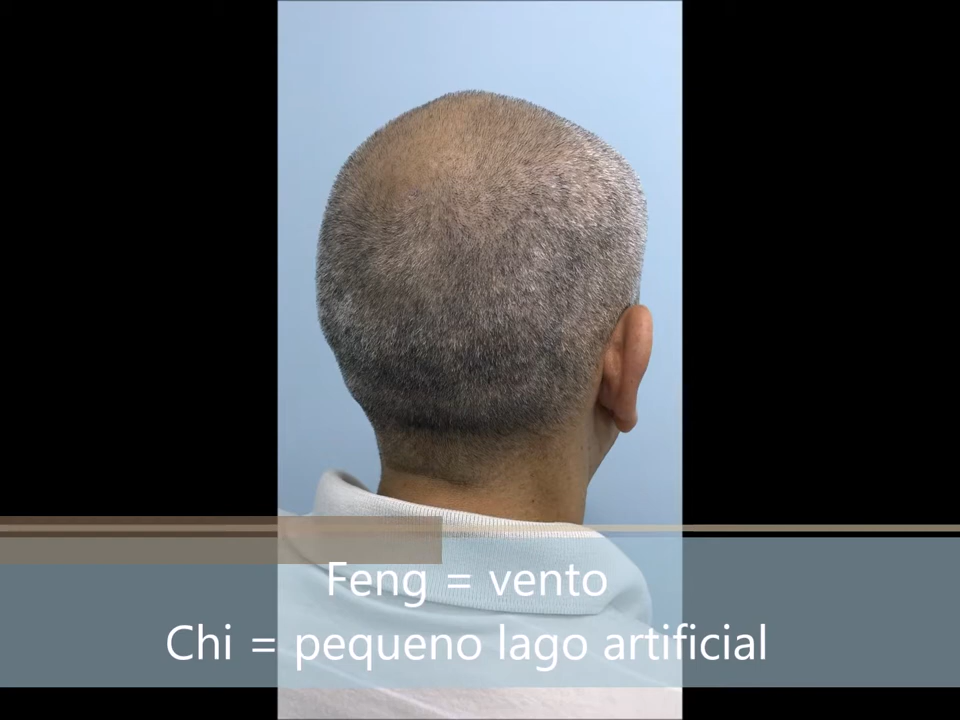 Feng = vento
Chi = pequeno lago artificial